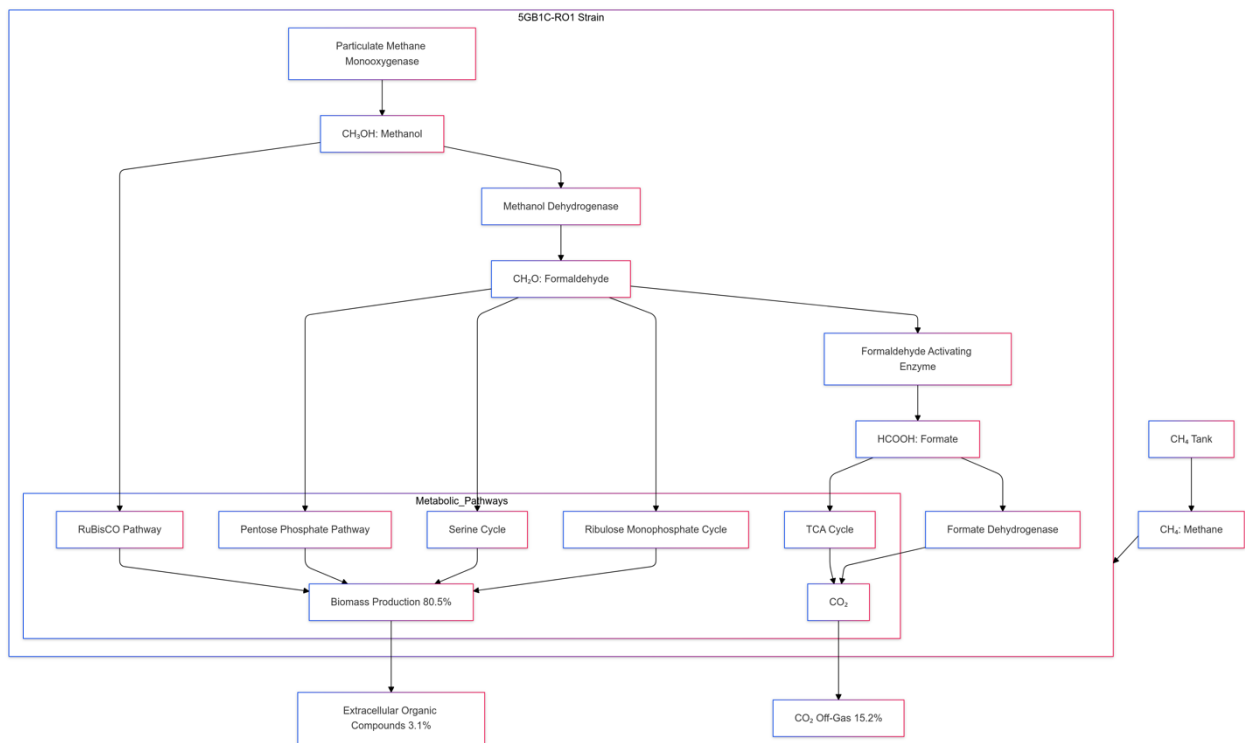 5GB1C-RO1 Strain
Particulate Methane
Monooxygenase
CH₃OH: Methanol
Methanol Dehydrogenase
CH₂O: Formaldehyde
Formaldehyde Activating
Enzyme
HCOOH: Formate
CH₄ Tank
Metabolic_Pathways
RuBisCO Pathway
Pentose Phosphate Pathway
Serine Cycle
Ribulose Monophosphate Cycle
TCA Cycle
Formate Dehydrogenase
CH₄: Methane
Biomass Production 80.5%
CO₂
Extracellular Organic
Compounds 3.1%
CO₂ Off-Gas 15.2%